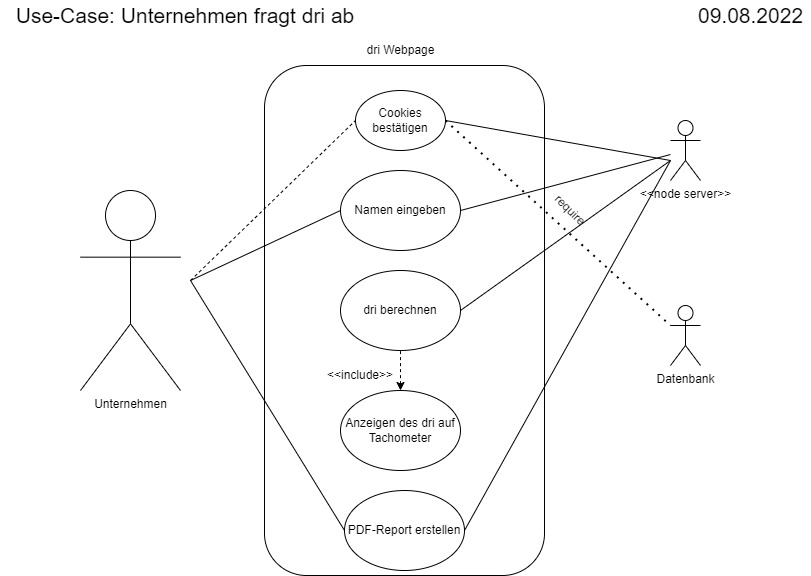 Use-Case: Unternehmen fragt dri ab
09.08.2022
dri Webpage
Cookies
bestätigen
<<node server>>
Namen eingeben
require
dri berechnen
<<include>>
Datenbank
Unternehmen
Anzeigen des dri auf
Tachometer
PDF-Report erstellen